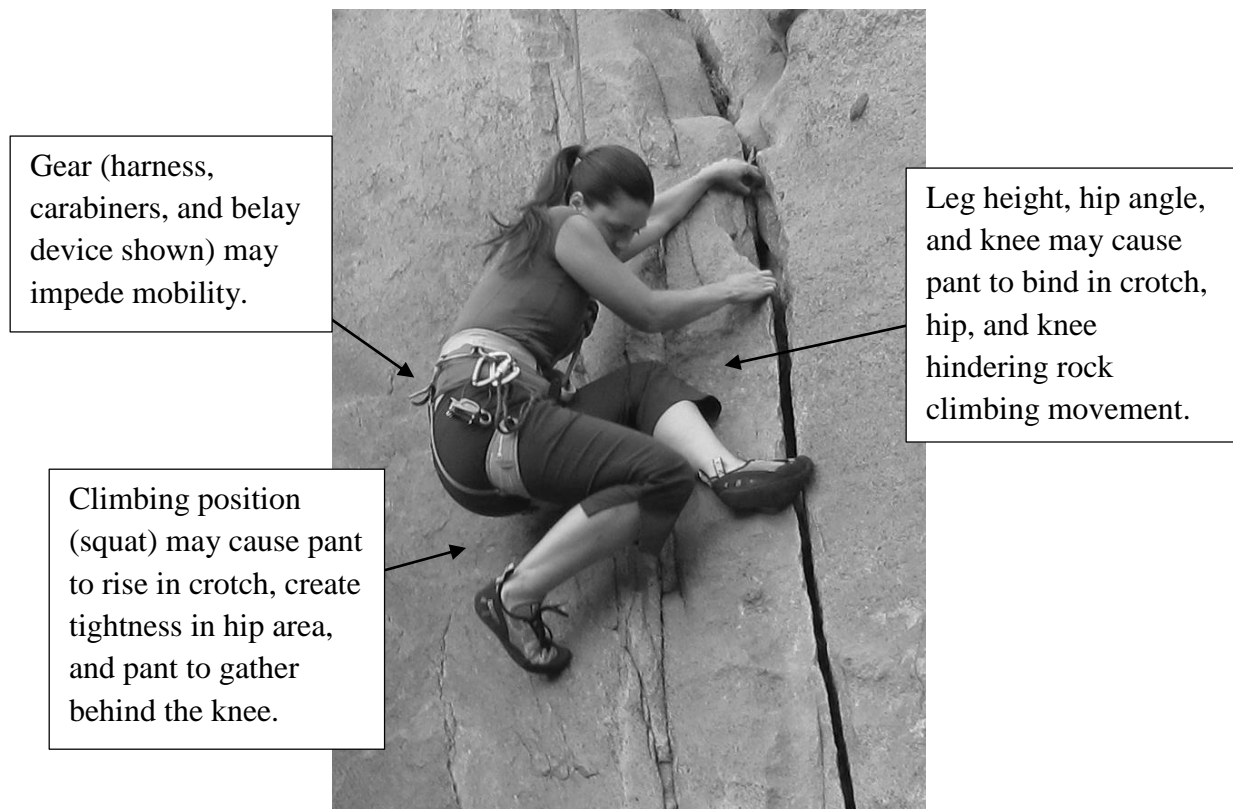 Gear (harness,
carabiners, and belay
device shown) may
impede mobility.
Leg height, hip angle,
and knee may cause
pant to bind in crotch,
hip, and knee
hindering rock
climbing movement.
Climbing position
(squat) may cause pant
to rise in crotch, create
tightness in hip area,
and pant to gather
behind the knee.